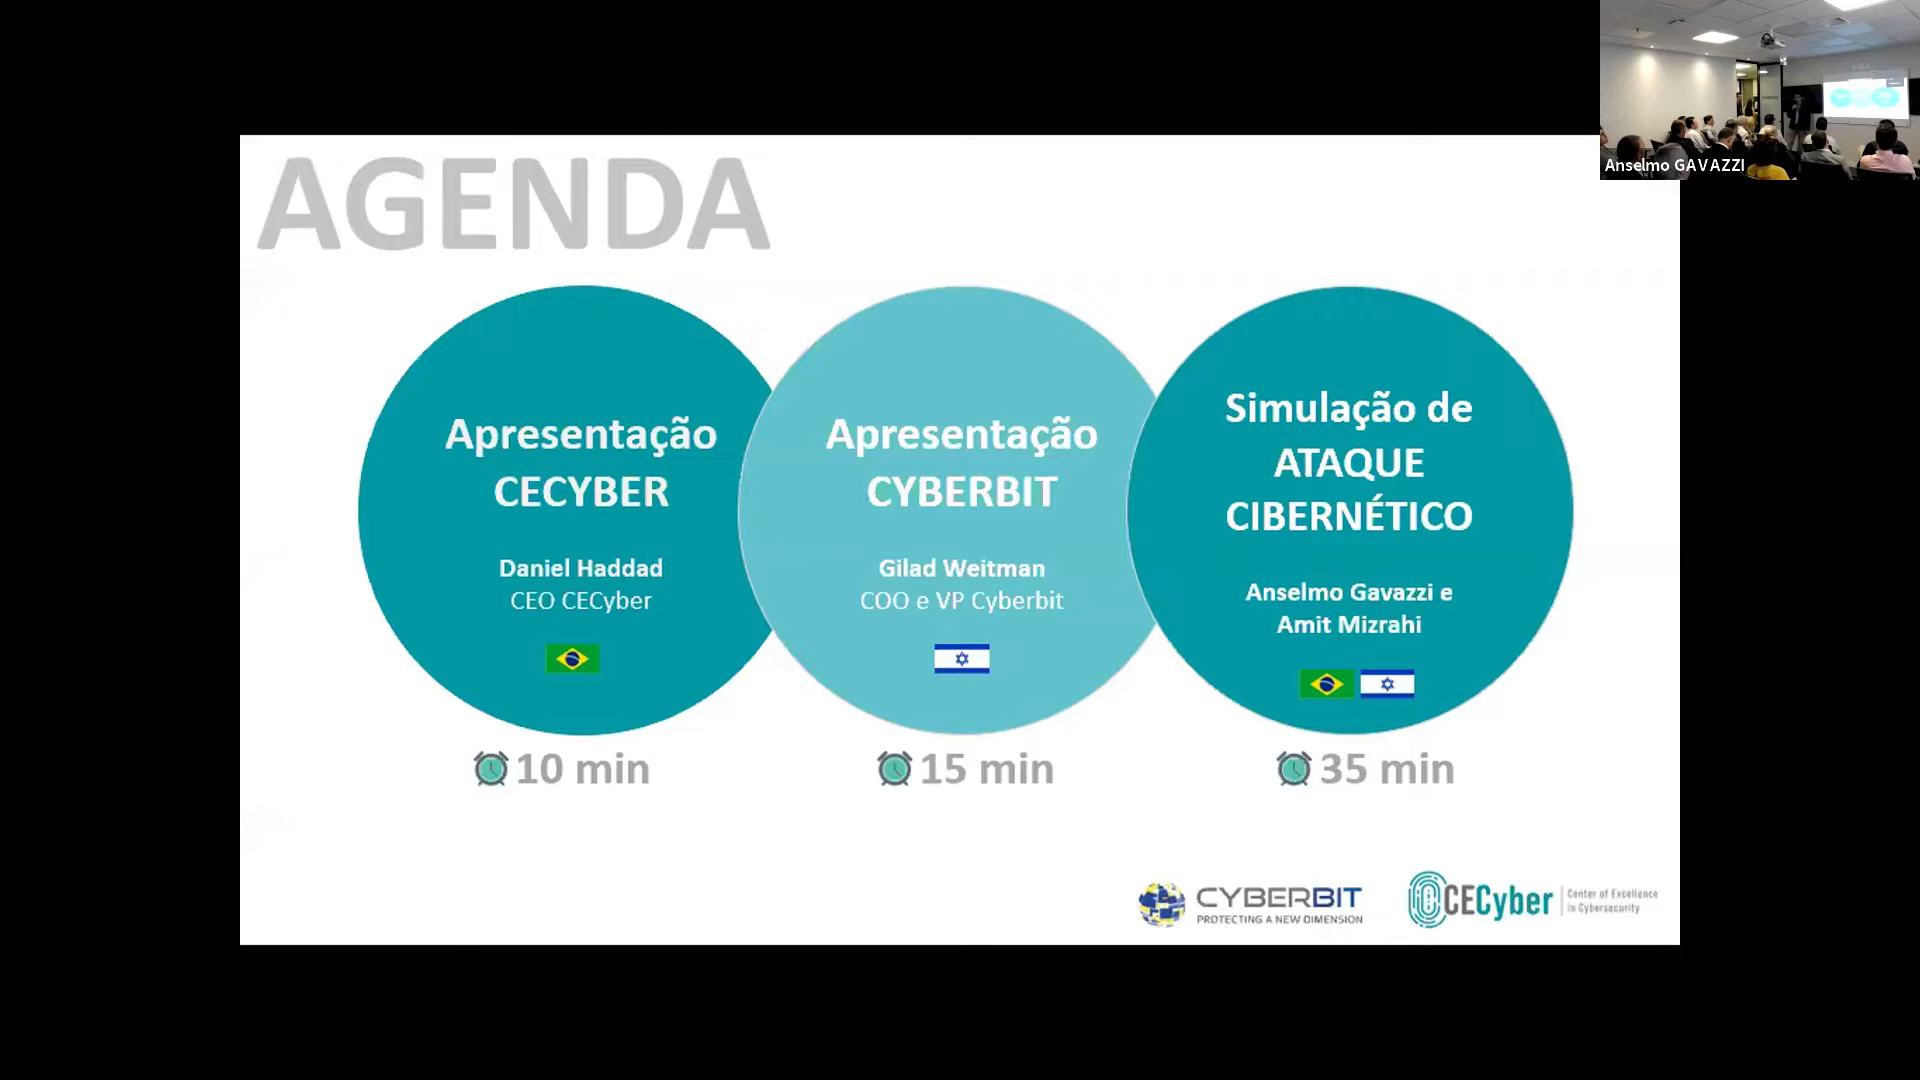 Anselmo GAVAZZI
AGENDA
Apresentação
CECYBER
Daniel Haddad
CEO CECyber
10 min
Apresentação
CYBERBIT
Gilad Weitman
COO e VP Cyberbit
15 min
Simulação de
ATAQUE
CIBERNÉTICO
Anselmo Gavazzi e
Amit Mizrahi
35 min
CYBERBIT
PROTECTING A NEW DIMENSION
CECyber
Center of Excellence
in Cybersecurity